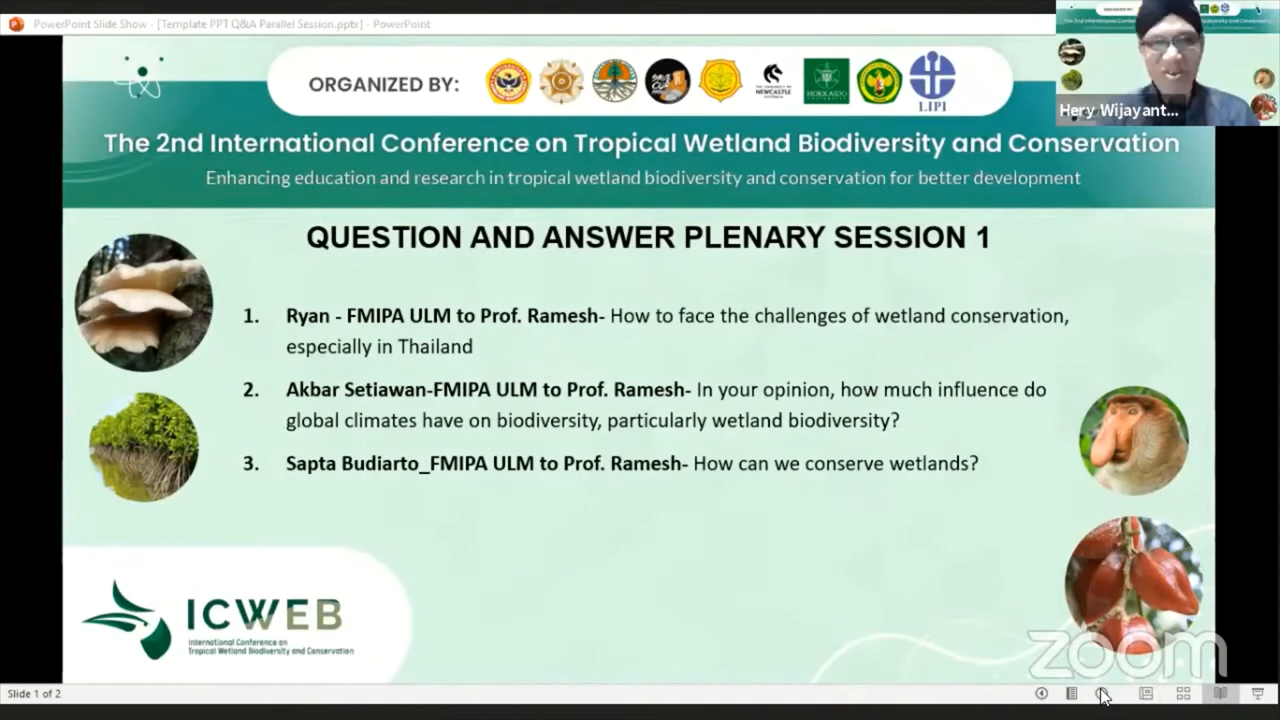 PowerPoint Slide Show - [Template PPT Q&A Parallel Session.pptx] - PowerPoint
ORGANIZED BY:
NEWCASTLE
HOKKAIDO
LIPI
Hery Wijayant...
The 2nd International Conference on Tropical Wetland Biodiversity and Conservation
Enhancing education and research in tropical wetland biodiversity and conservation for better development
QUESTION AND ANSWER PLENARY SESSION 1
1. Ryan - FMIPA ULM to Prof. Ramesh- How to face the challenges of wetland conservation,
especially in Thailand
2. Akbar Setiawan-FMIPA ULM to Prof. Ramesh- In your opinion, how much influence do
global climates have on biodiversity, particularly wetland biodiversity?
3. Sapta Budiarto_FMIPA ULM to Prof. Ramesh- How can we conserve wetlands?
ICWEB
International Conference on
Tropical Wetland Biodiversity and Conservation
zoom
Slide 1 of 2